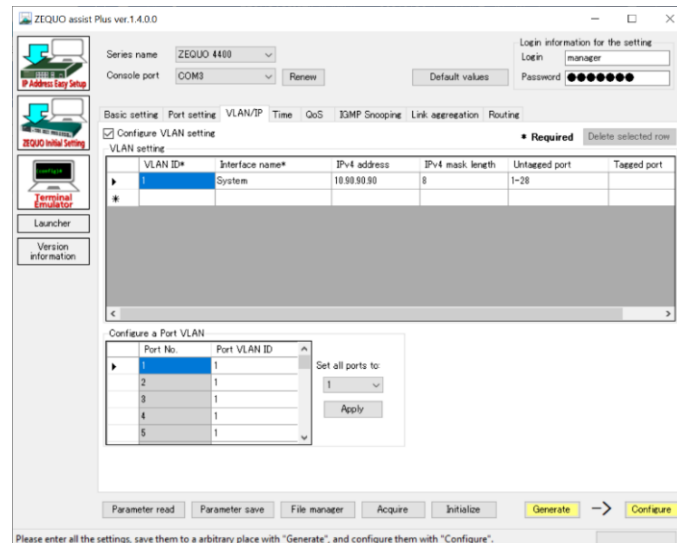 ZEQUO assist Plus ver.1.4.0.0
IP Address Easy Setup
ZEQUO Initial Setting
Terminal
Emulator
Launcher
Version
information
Series name ZEQUO 4400
Console port COM3 Renew Default values
Login information for the setting
Login manager
Password ●●●●●●●
Basic setting Port setting VLAN/IP Time QoS IGMP Snooping Link aggregation Routing
Configure VLAN setting * Required Delete selected row
VLAN setting
VLAN ID* Interface name* IPv4 address IPv4 mask length Untagged port Tagged port
1 System 10.90.90.90 8 1-28
*
Configure a Port VLAN
Port No. Port VLAN ID
1 1
2 1
3 1
4 1
5 1
Set all ports to:
1
Apply
Parameter read Parameter save File manager Acquire Initialize Generate -> Configure
Please enter all the settings, save them to a arbitrary place with "Generate", and configure them with "Configure".